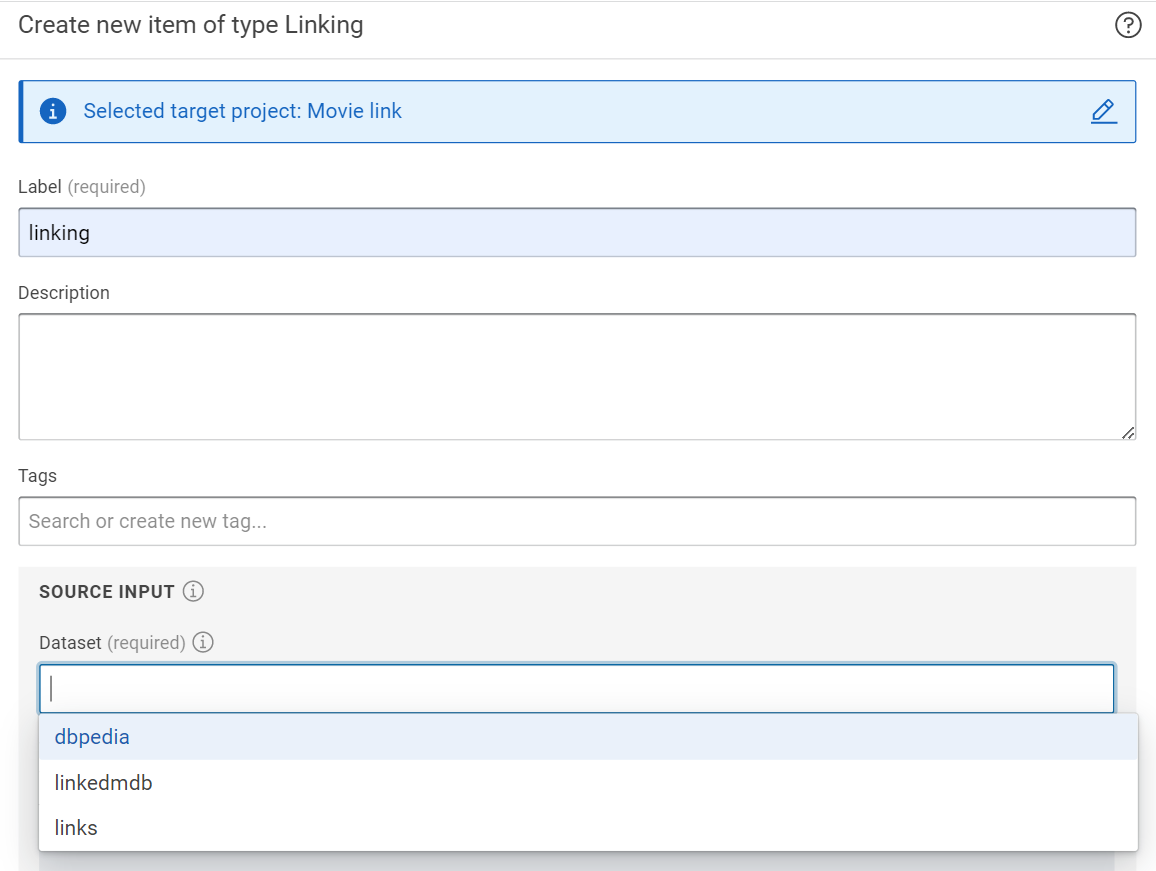 Create new item of type Linking
Selected target project: Movie link
Label (required)
linking
Description
Tags
Search or create new tag...
SOURCE INPUT
Dataset (required)
dbpedia
linkedmdb
links